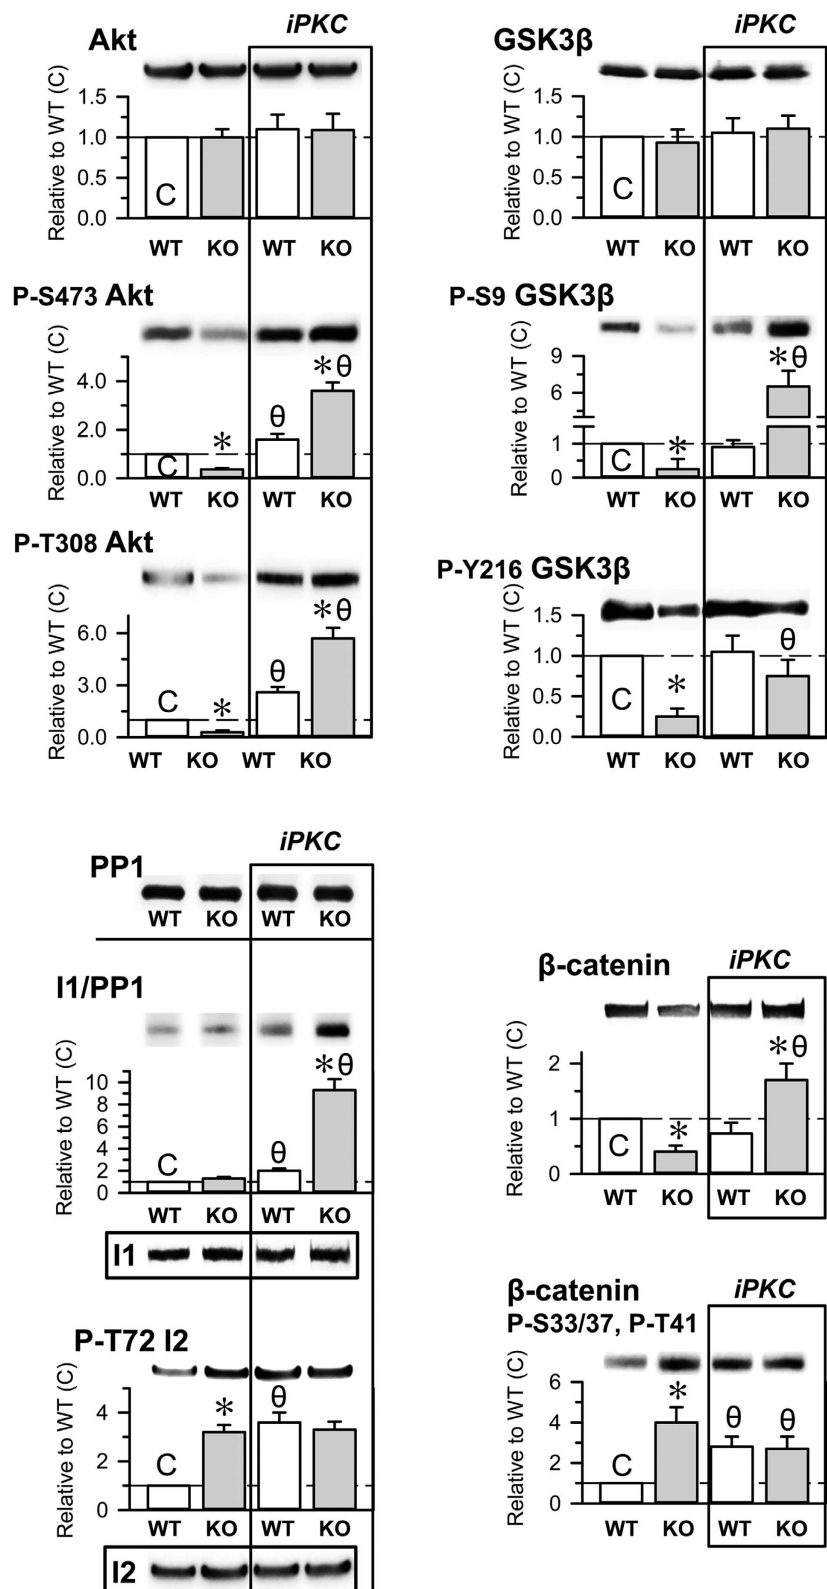 iPKC
Akt
Relative to WT (C)
1.5
1.0
0.5
0.0
C
WT KO WT KO
P-S473 Akt
Relative to WT (C)
4.0
2.0
0.0
C
*
θ
*θ
WT KO WT KO
P-T308 Akt
Relative to WT (C)
6.0
3.0
0.0
C
*
θ
*θ
WT KO WT KO
iPKC
GSK3β
Relative to WT (C)
1.5
1.0
0.5
0.0
C
WT KO WT KO
P-S9 GSK3β
Relative to WT (C)
9
6
1
0
C
*
*θ
WT KO WT KO
P-Y216 GSK3β
Relative to WT (C)
1.5
1.0
0.5
0.0
C
*
θ
WT KO WT KO
iPKC
PP1
WT KO WT KO
I1/PP1
Relative to WT (C)
10
8
6
4
2
0
C
θ
*θ
WT KO WT KO
I1
P-T72 I2
Relative to WT (C)
4
2
0
C
*
θ
WT KO WT KO
I2
β-catenin
iPKC
Relative to WT (C)
2
1
0
C
*
*θ
WT KO WT KO
β-catenin
iPKC
P-S33/37, P-T41
Relative to WT (C)
6
4
2
0
C
*
θ
θ
WT KO WT KO